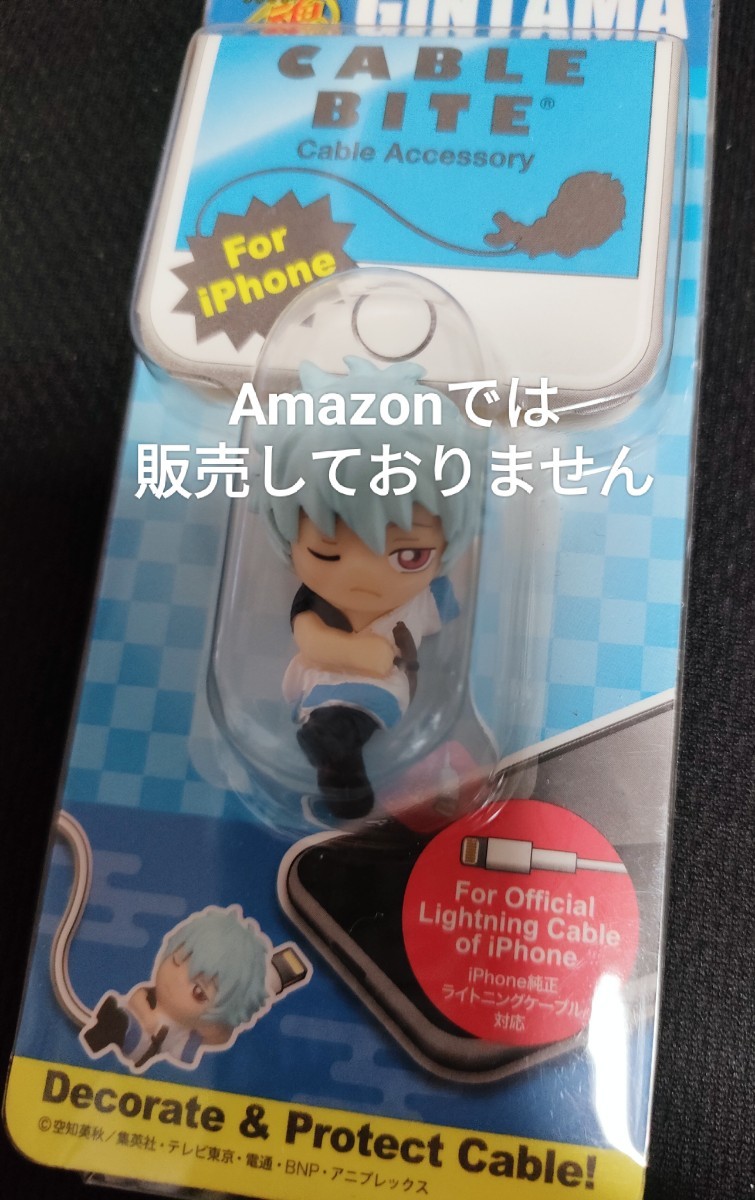 GINTAMA
CABLE
BITE®
Cable Accessory
For
iPhone
Amazonでは
販売しておりません
For Official
Lightning Cable
of iPhone
iPhone純正
ライトニングケーブル
対応
Decorate & Protect Cable!
©空知英秋／集英社・テレビ東京・電通・BNP・アニプレックス